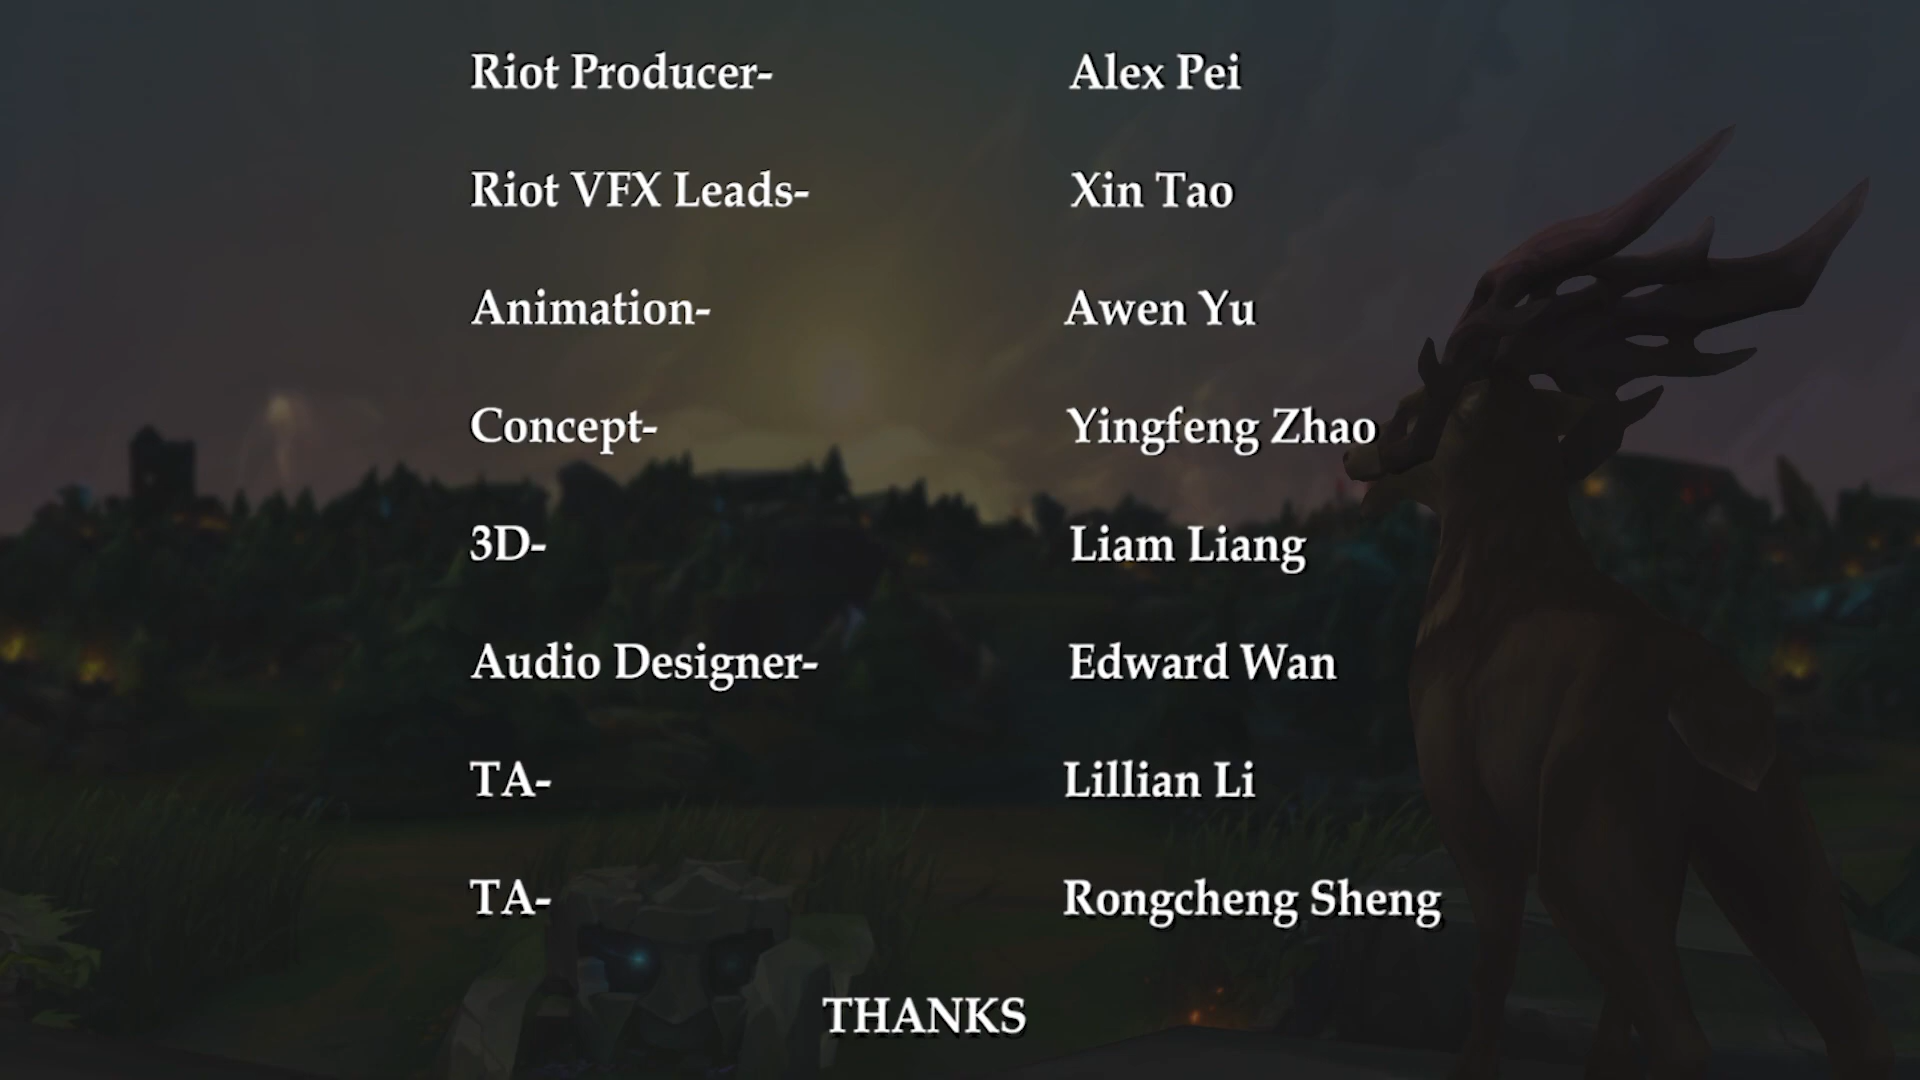 Riot Producer- Alex Pei
Riot VFX Leads- Xin Tao
Animation- Awen Yu
Concept- Yingfeng Zhao
3D- Liam Liang
Audio Designer- Edward Wan
TA- Lillian Li
TA- Rongcheng Sheng
THANKS